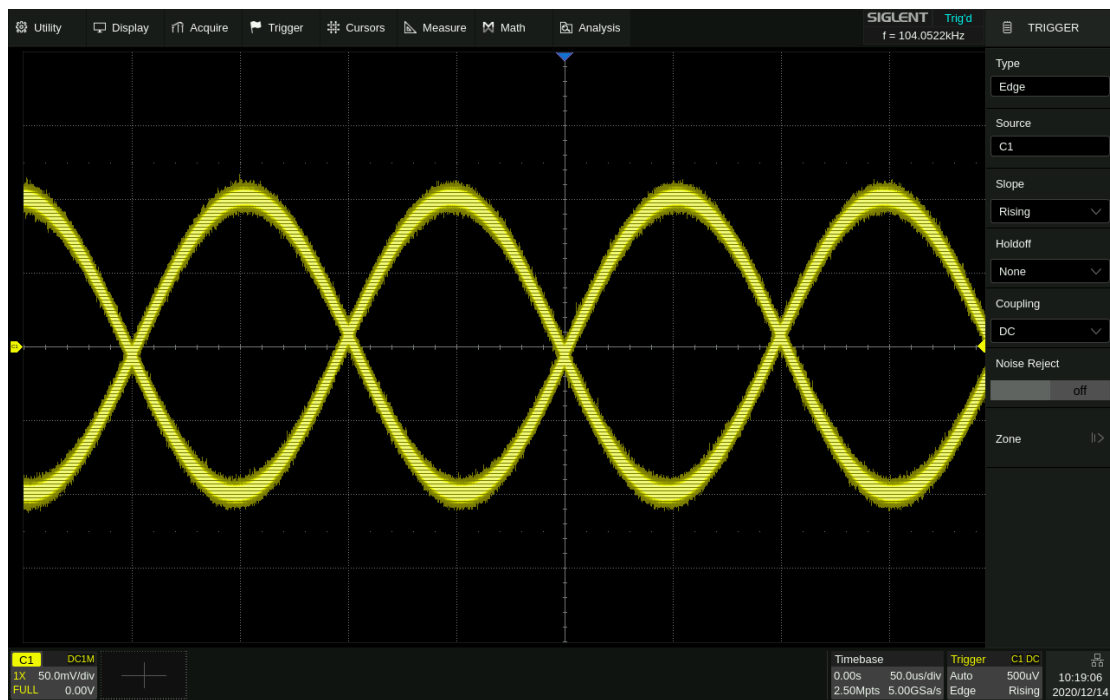 Utility Display Acquire Trigger Cursors Measure Math Analysis
SIGLENT Trig'd
f = 104.0522kHz
TRIGGER
Type
Edge
Source
C1
Slope
Rising
Holdoff
None
Coupling
DC
Noise Reject
off
Zone
C1 DC1M
1X 50.0mV/div
FULL 0.00V
Timebase
0.00s 50.0us/div
2.50Mpts 5.00GSa/s
Trigger C1 DC
Auto 500uV
Edge Rising
10:19:06
2020/12/14